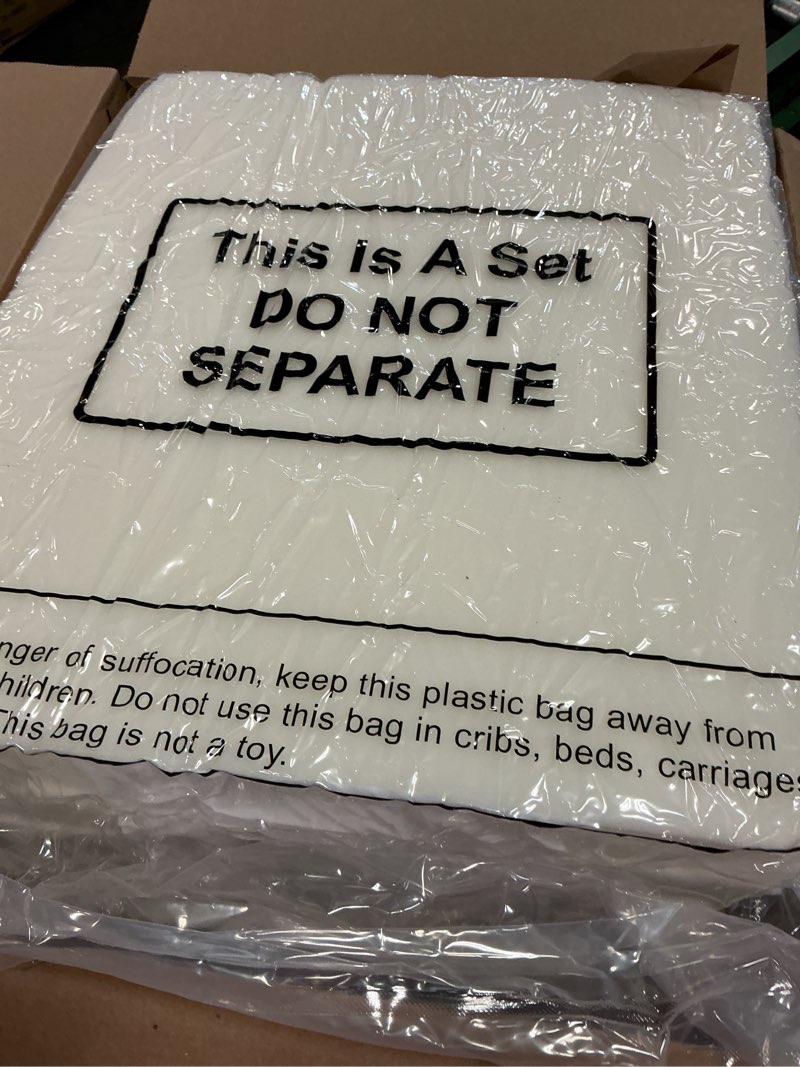 This Is A Set
DO NOT
SEPARATE
nger of suffocation, keep this plastic bag away from
hildren. Do not use this bag in cribs, beds, carriages
This bag is not a toy.